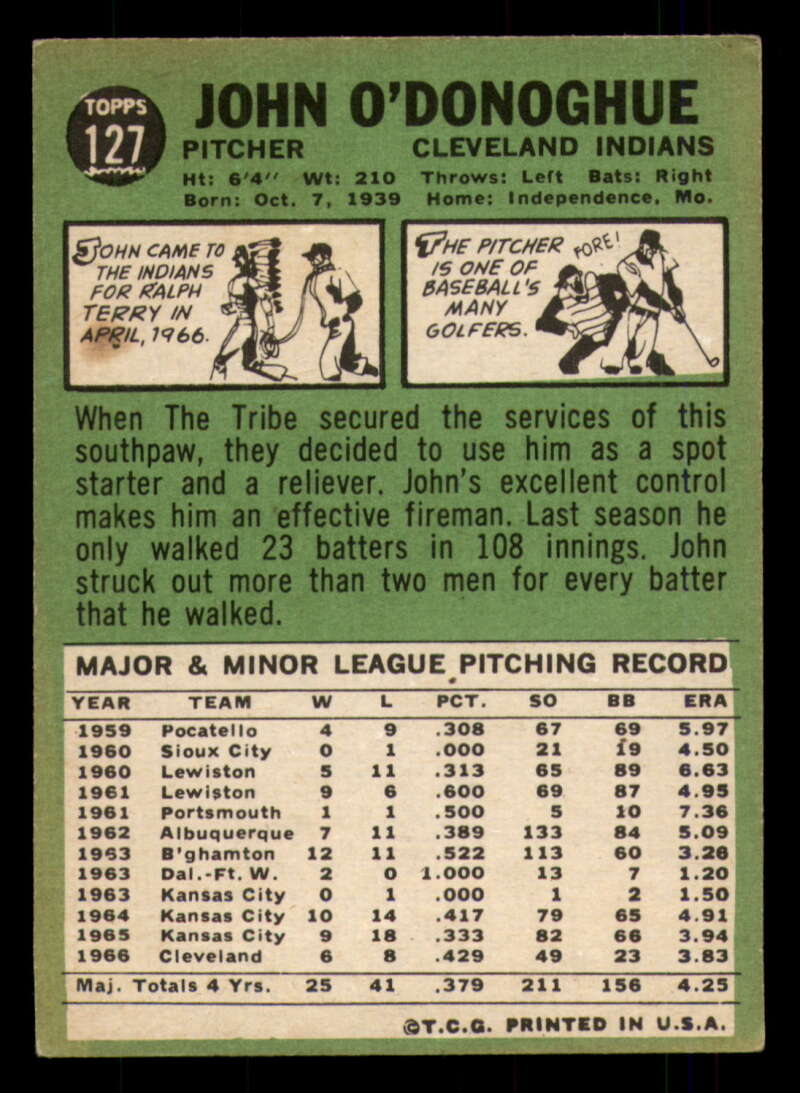 TOPPS
127
JOHN O'DONOGHUE
PITCHER CLEVELAND INDIANS
Ht: 6'4" Wt: 210 Throws: Left Bats: Right
Born: Oct. 7, 1939 Home: Independence, Mo.
JOHN CAME TO
THE INDIANS
FOR RALPH
TERRY IN
APRIL, 1966.
THE PITCHER
IS ONE OF
BASEBALL'S
MANY
GOLFERS.
FORE!
When The Tribe secured the services of this
southpaw, they decided to use him as a spot
starter and a reliever. John's excellent control
makes him an effective fireman. Last season he
only walked 23 batters in 108 innings. John
struck out more than two men for every batter
that he walked.
MAJOR & MINOR LEAGUE PITCHING RECORD
YEAR TEAM W L PCT. SO BB ERA
1959 Pocatello 4 9 .308 67 69 5.97
1960 Sioux City 0 1 .000 21 19 4.50
1960 Lewiston 5 11 .313 65 89 6.63
1961 Lewiston 9 6 .600 69 87 4.95
1961 Portsmouth 1 1 .500 5 10 7.36
1962 Albuquerque 7 11 .389 133 84 5.09
1963 B'ghamton 12 11 .522 113 60 3.26
1963 Dal.-Ft. W. 2 0 1.000 13 7 1.20
1963 Kansas City 0 1 .000 1 2 1.50
1964 Kansas City 10 14 .417 79 65 4.91
1965 Kansas City 9 18 .333 82 66 3.94
1966 Cleveland 6 8 .429 49 23 3.83
Maj. Totals 4 Yrs. 25 41 .379 211 156 4.25
©T.C.G. PRINTED IN U.S.A.